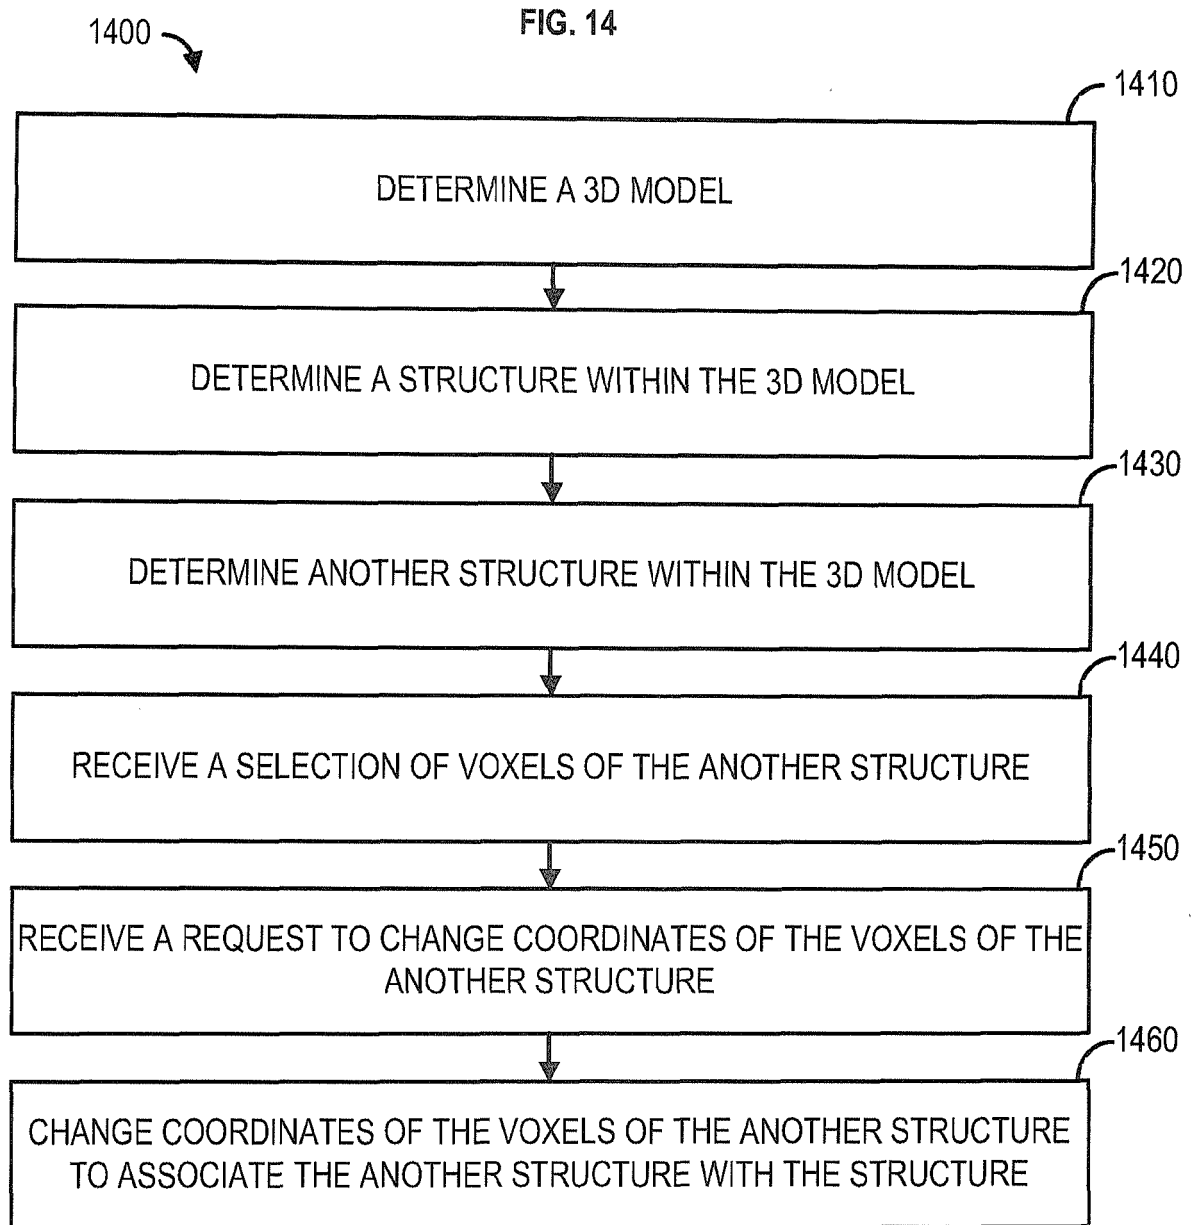 FIG. 14
1400
1410
DETERMINE A 3D MODEL
1420
DETERMINE A STRUCTURE WITHIN THE 3D MODEL
1430
DETERMINE ANOTHER STRUCTURE WITHIN THE 3D MODEL
1440
RECEIVE A SELECTION OF VOXELS OF THE ANOTHER STRUCTURE
1450
RECEIVE A REQUEST TO CHANGE COORDINATES OF THE VOXELS OF THE
ANOTHER STRUCTURE
1460
CHANGE COORDINATES OF THE VOXELS OF THE ANOTHER STRUCTURE
TO ASSOCIATE THE ANOTHER STRUCTURE WITH THE STRUCTURE